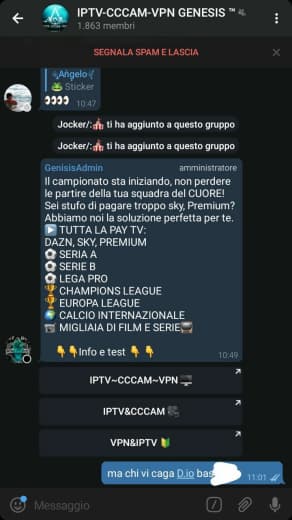 IPTV-CCCAM-VPN GENESIS ™
1.863 membri
SEGNALA SPAM E LASCIA
Sticker
10:47
Jocker/: ti ha aggiunto a questo gruppo
Jocker/: ti ha aggiunto a questo gruppo
GenisisAdmin amministratore
Il campionato sta iniziando, non perdere
le partire della tua squadra del CUORE!
Sei stufo di pagare troppo sky, Premium?
Abbiamo noi la soluzione perfetta per te.
▶️ TUTTA LA PAY TV:
DAZN, SKY, PREMIUM
⚽ SERIA A
⚽ SERIE B
⚽ LEGA PRO
🏆 CHAMPIONS LEAGUE
🏆 EUROPA LEAGUE
🌍 CALCIO INTERNAZIONALE
📷 MIGLIAIA DI FILM E SERIE
👇👇Info e test 👇👇
10:49
IPTV~CCCAM~VPN
IPTV&CCCAM
VPN&IPTV
ma chi vi caga D.io bas
11:01
Messaggio